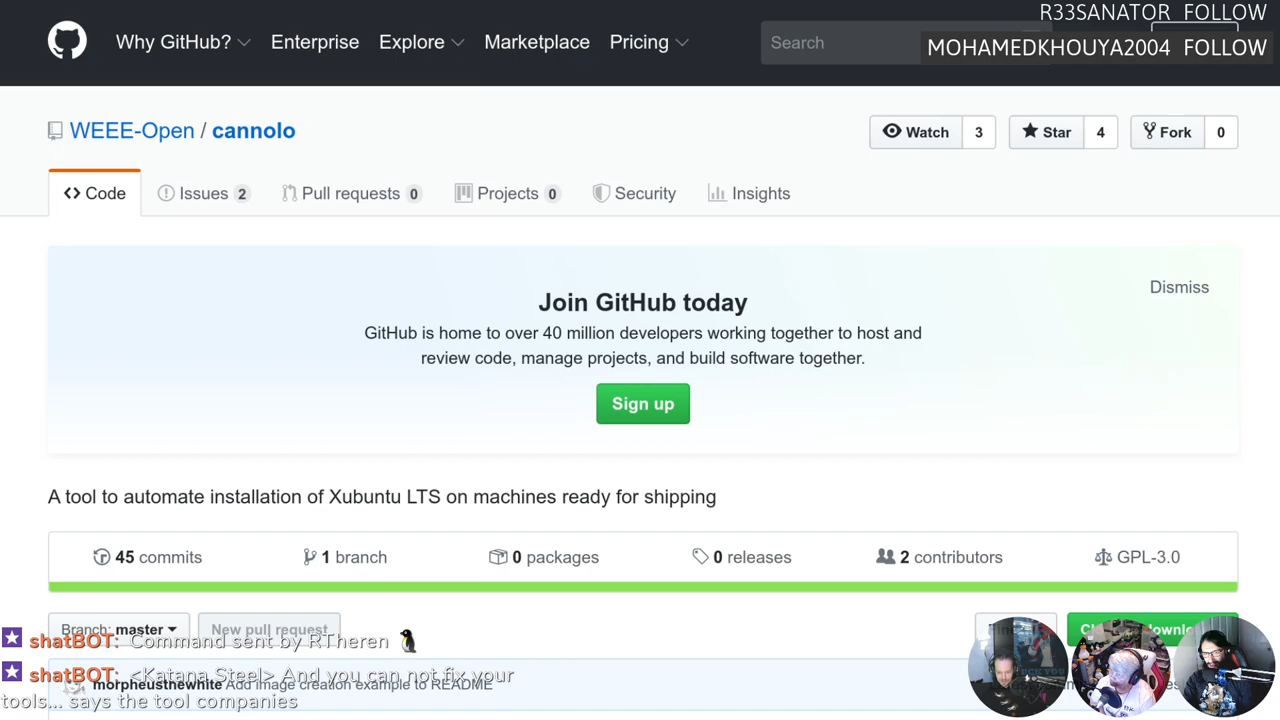 R33SANATOR FOLLOW
Why GitHub? Enterprise Explore Marketplace Pricing Search
MOHAMEDKHOUYA2004 FOLLOW
WEEE-Open / cannolo
Watch 3 Star 4 Fork 0
Code Issues 2 Pull requests 0 Projects 0 Security Insights
Dismiss
Join GitHub today
GitHub is home to over 40 million developers working together to host and
review code, manage projects, and build software together.
Sign up
A tool to automate installation of Xubuntu LTS on machines ready for shipping
45 commits 1 branch 0 packages 0 releases 2 contributors GPL-3.0
Branch: master New pull request
shatBOT: Command sent by RTheren
shatBOT: <Katana Steel> And you can not fix your
tools... says the tool companies
morpheustnewhite Add image creation example to README